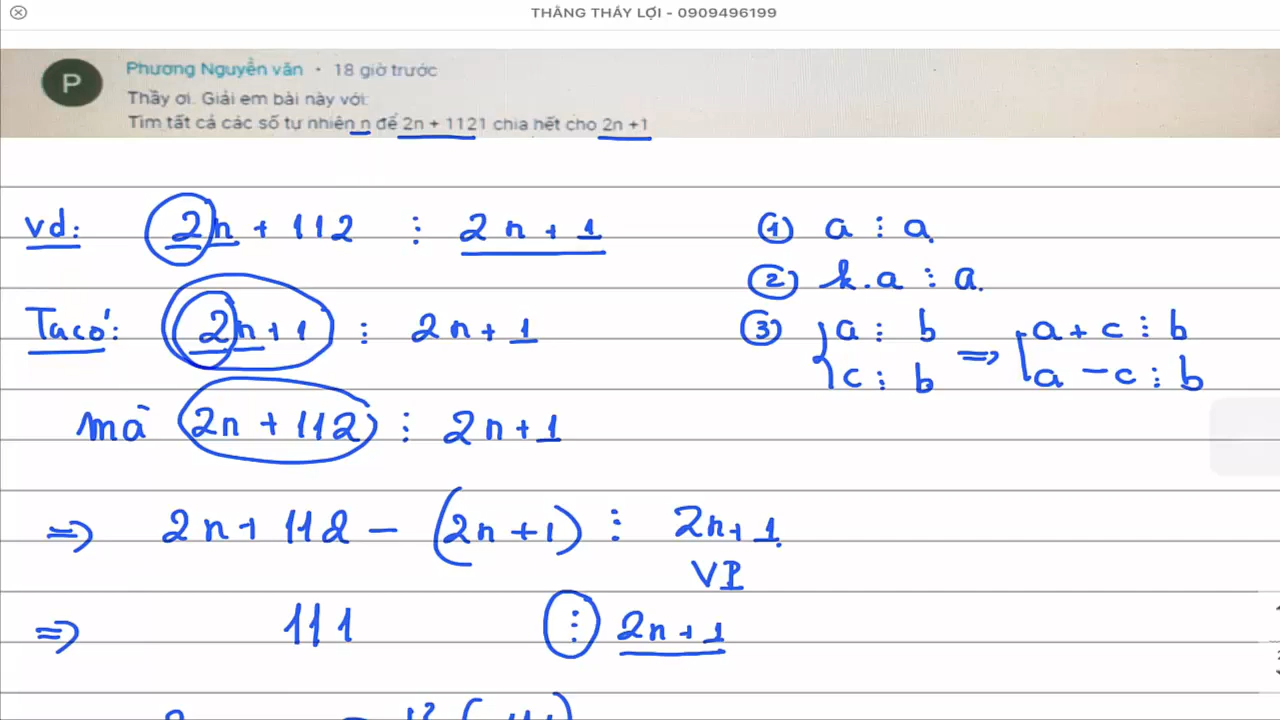 THẦNG THẦY LỢI - 0909496199
P
Phương Nguyễn văn · 18 giờ trước
Thầy ơi. Giải em bài này với:
Tìm tất cả các số tự nhiên n để 2n + 1121 chia hết cho 2n +1
vd: 2n + 112 ⋮ 2n + 1
Ta có: 2n + 1 ⋮ 2n + 1
mà 2n + 112 ⋮ 2n + 1
=> 2n + 112 - (2n + 1) ⋮ 2n + 1
VP
=> 111 ⋮ 2n + 1
① a ⋮ a
② k.a ⋮ a.
③ { a ⋮ b => { a + c ⋮ b
c ⋮ b a - c ⋮ b